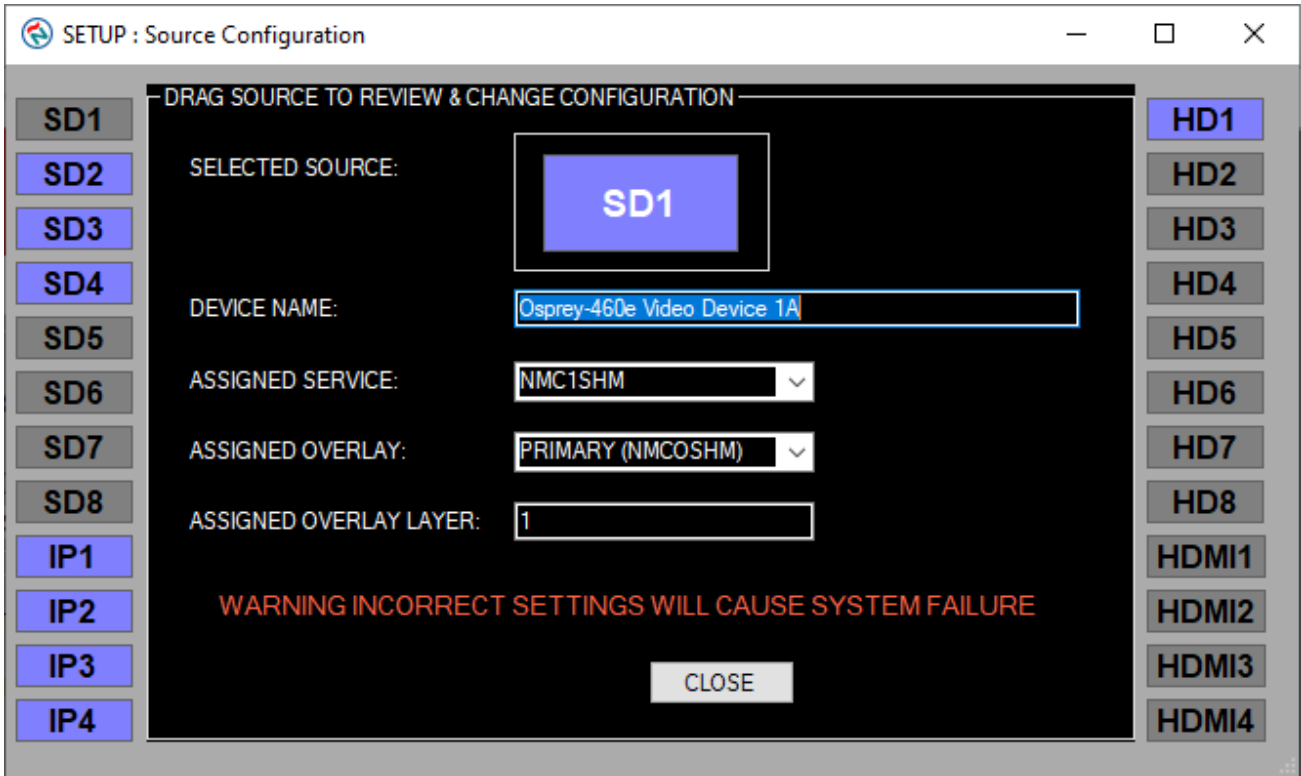 SETUP : Source Configuration
SD1
SD2
SD3
SD4
SD5
SD6
SD7
SD8
IP1
IP2
IP3
IP4
DRAG SOURCE TO REVIEW & CHANGE CONFIGURATION
SELECTED SOURCE:
SD1
DEVICE NAME:
Osprey-460e Video Device 1A
ASSIGNED SERVICE:
NMC1SHM
ASSIGNED OVERLAY:
PRIMARY (NMCOSHM)
ASSIGNED OVERLAY LAYER:
1
WARNING INCORRECT SETTINGS WILL CAUSE SYSTEM FAILURE
CLOSE
HD1
HD2
HD3
HD4
HD5
HD6
HD7
HD8
HDMI1
HDMI2
HDMI3
HDMI4